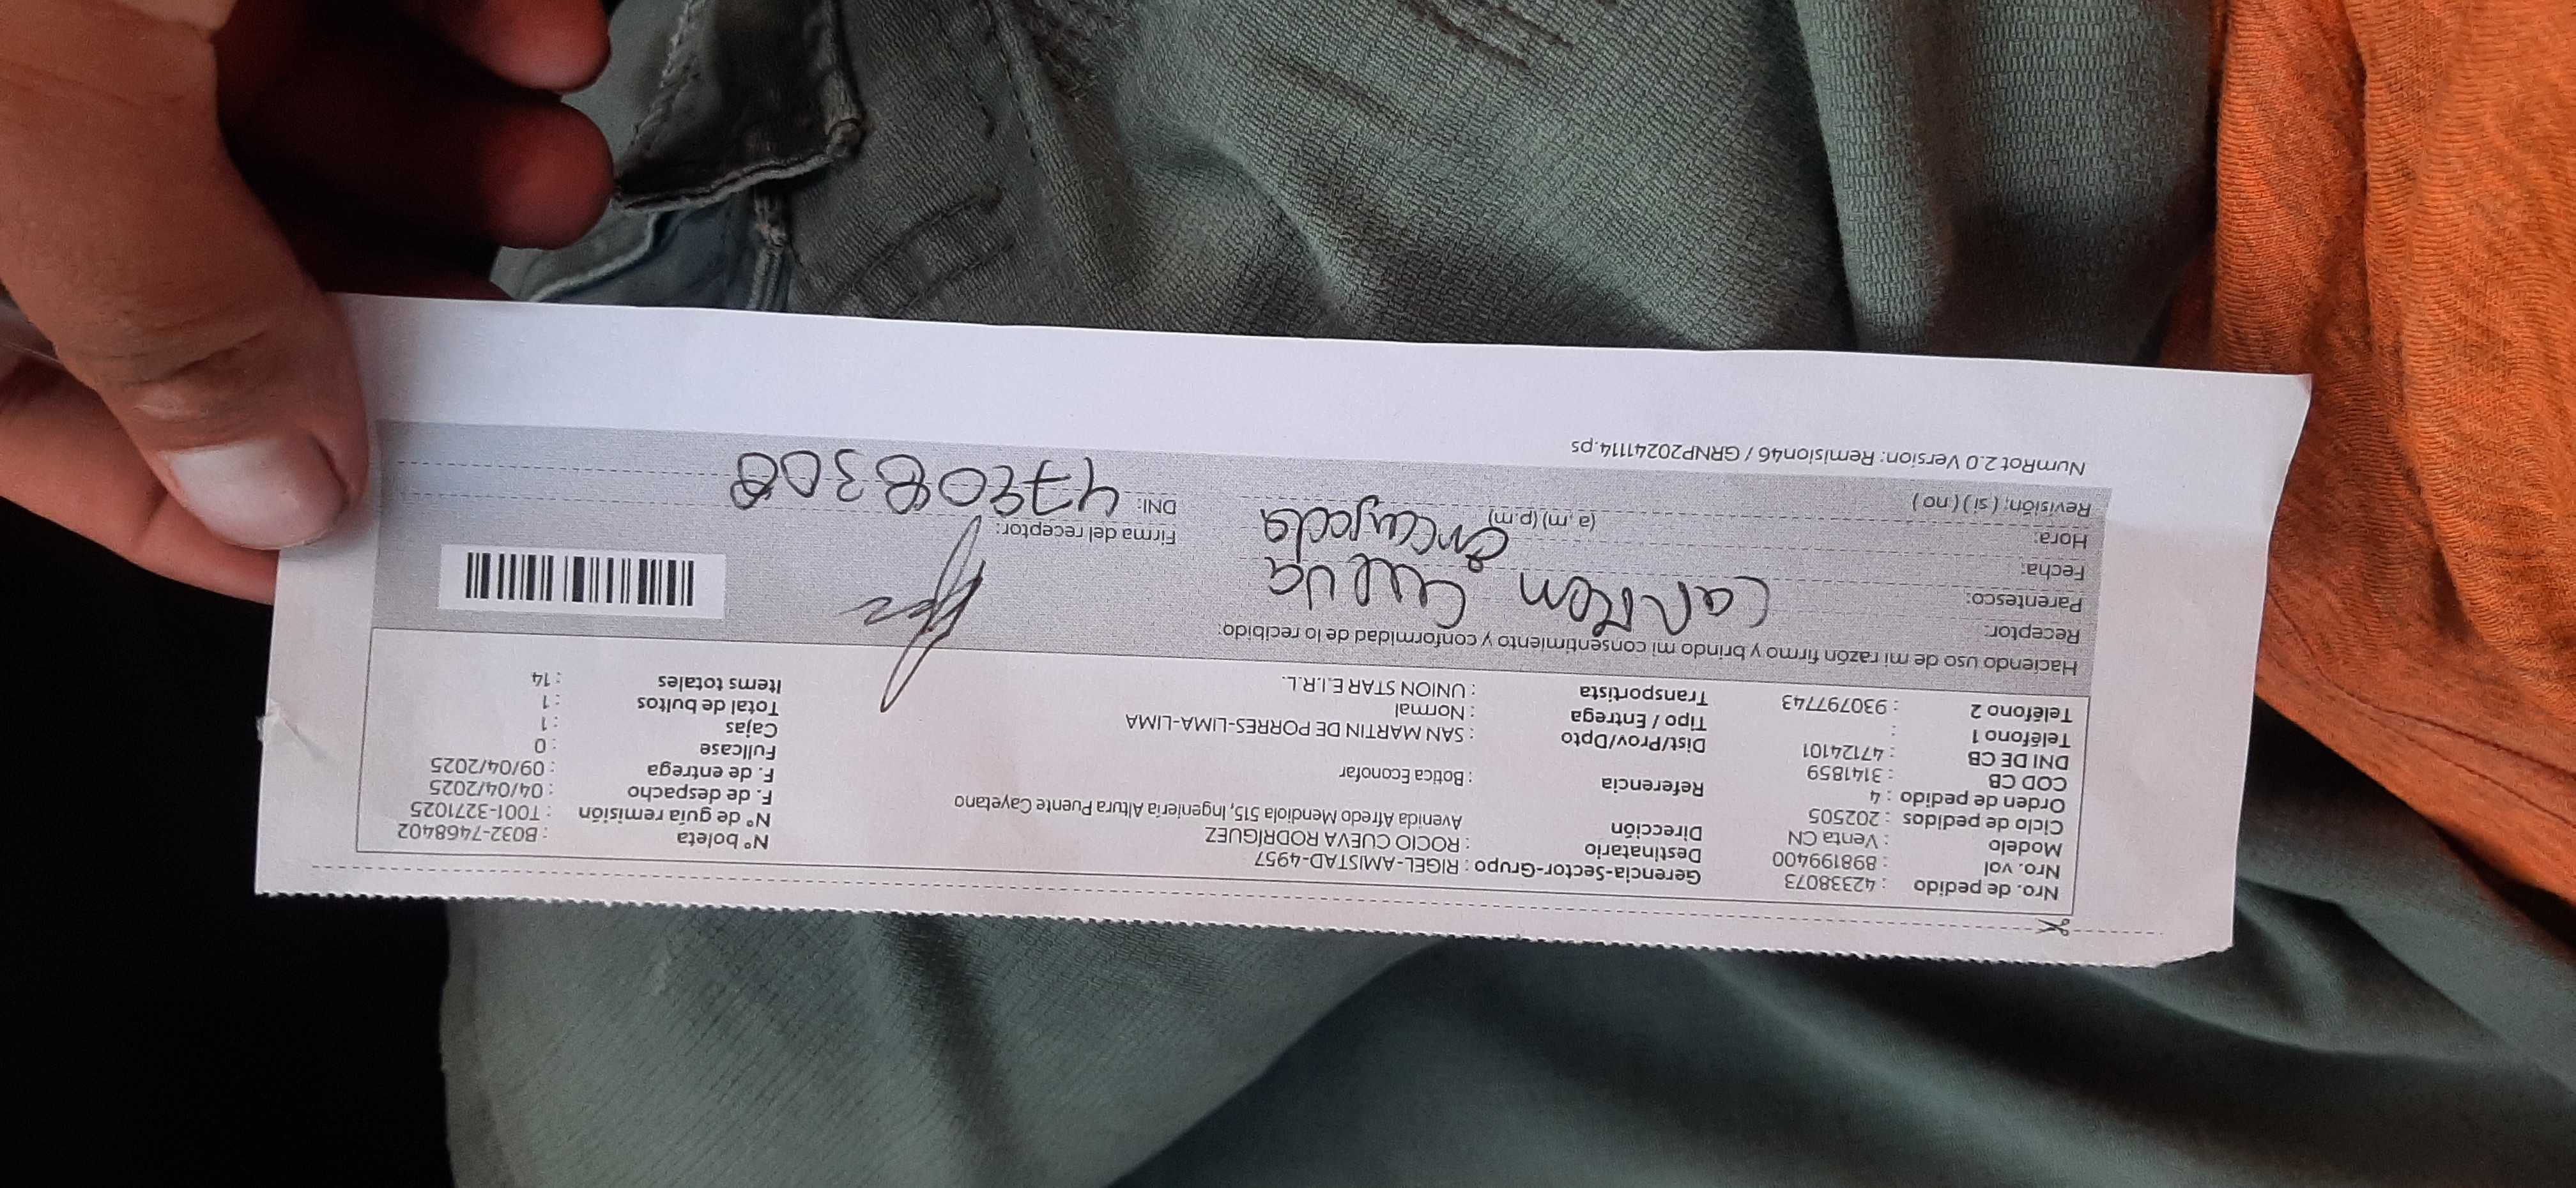 Nro. de pedido : 42338073 Gerencia-Sector-Grupo : RIGEL-AMISTAD-4957 N° boleta : B032-7468402
Nro. vol : 898199400 Destinatario : ROCIO CUEVA RODRÍGUEZ N° de guía remisión : T001-3271025
Modelo : Venta CN Dirección Avenida Alfredo Mendiola 515, Ingeniería Altura Puente Cayetano F. de despacho : 04/04/2025
Ciclo de pedidos : 202505 F. de entrega : 09/04/2025
Orden de pedido : 4 Referencia : Botica Econofar Fullcase : 0
COD CB : 3141859 Cajas : 1
DNI DE CB : 47124101 Dist/Prov/Dpto : SAN MARTIN DE PORRES-LIMA-LIMA Total de bultos : 1
Teléfono 1 : Tipo / Entrega : Normal Items totales : 14
Teléfono 2 : 930797743 Transportista : UNION STAR E.I.R.L.
Haciendo uso de mi razón firmo y brindo mi consentimiento y conformidad de lo recibido:
Receptor: Carmen Cueva
Parentesco: encargada
Fecha:
Hora: (a.m) (p.m) Firma del receptor:
Revisión; ( si ) ( no ) DNI:
NumRot 2.0 Version: Remision46 / GRNP20241114.ps